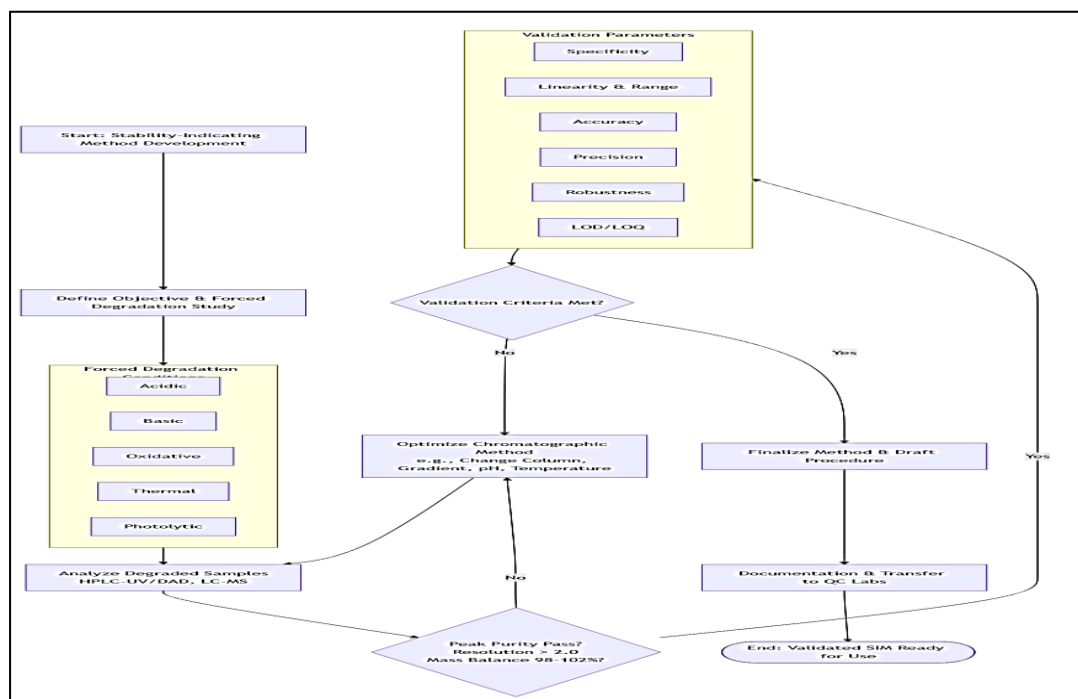 Start: Stability-Indicating
Method Development
Define Objective & Forced
Degradation Study
Forced Degradation
Conditions
Acidic
Basic
Oxidative
Thermal
Photolytic
Analyze Degraded Samples
HPLC-UV/DAD, LC-MS
Peak Purity Pass?
Resolution > 2.0
Mass Balance 98-102%?
No
Yes
Optimize Chromatographic
Method
e.g., Change Column,
Gradient, pH, Temperature
Validation Parameters
Specificity
Linearity & Range
Accuracy
Precision
Robustness
LOD/LOQ
Validation Criteria Met?
No
Yes
Finalize Method & Draft
Procedure
Documentation & Transfer
to QC Labs
End: Validated SIM Ready
for Use